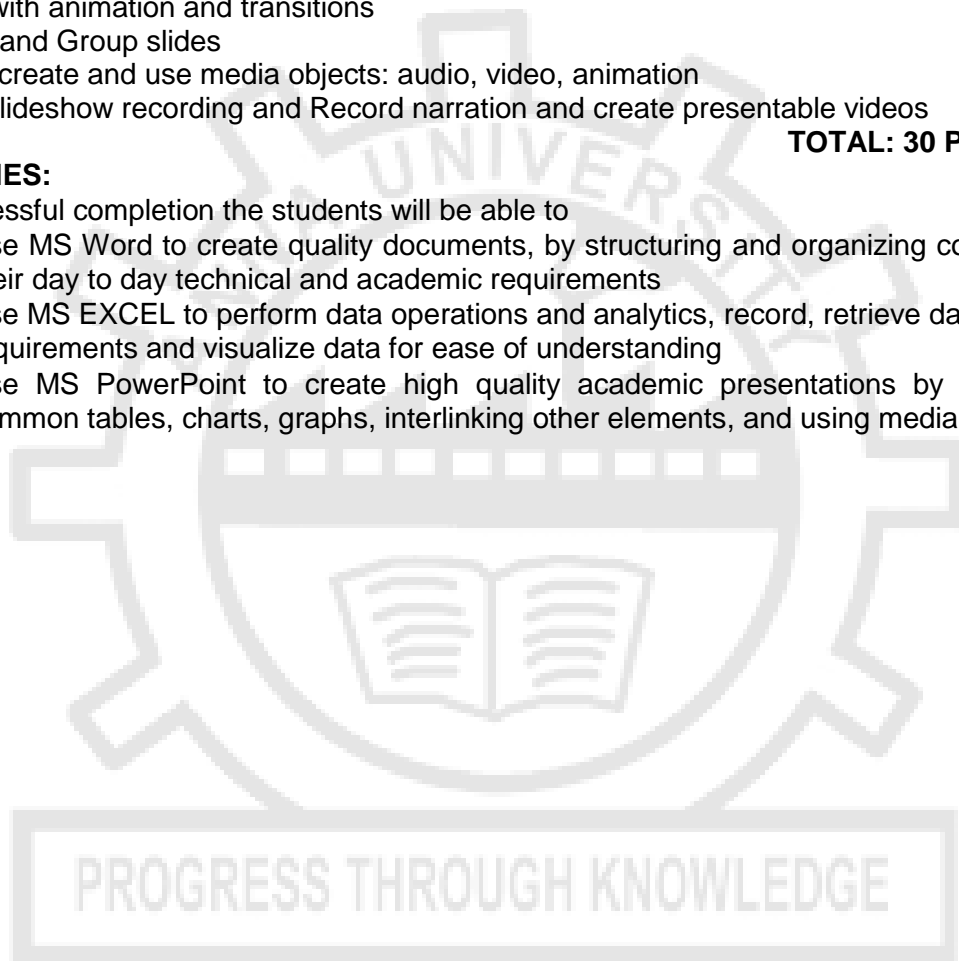 with animation and transitions
and Group slides
create and use media objects: audio, video, animation
lideshow recording and Record narration and create presentable videos
TOTAL: 30 P
IES:
essful completion the students will be able to
se MS Word to create quality documents, by structuring and organizing co
eir day to day technical and academic requirements
se MS EXCEL to perform data operations and analytics, record, retrieve da
quirements and visualize data for ease of understanding
se MS PowerPoint to create high quality academic presentations by
mmon tables, charts, graphs, interlinking other elements, and using media
UNIVERSITY
PROGRESS THROUGH KNOWLEDGE